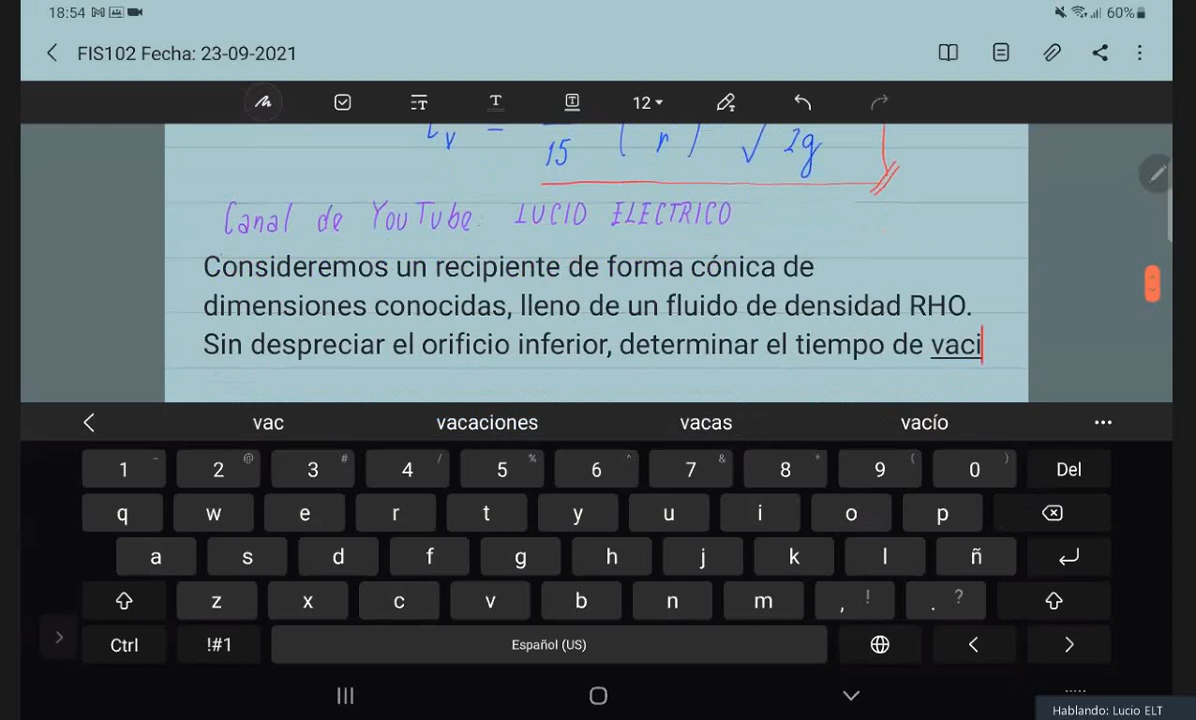 18:54 60%
FIS102 Fecha: 23-09-2021
T T 12
15 ( r ) √ 2g
Canal de YouTube: LUCIO ELECTRICO
Consideremos un recipiente de forma cónica de
dimensiones conocidas, lleno de un fluido de densidad RHO.
Sin despreciar el orificio inferior, determinar el tiempo de vaci
vac vacaciones vacas vacío ...
1 - 2 @ 3 # 4 / 5 % 6 ^ 7 & 8 * 9 ( 0 ) Del
q w e r t y u i o p
a s d f g h j k l ñ
z x c v b n m , ! . ?
Ctrl !#1 Español (US) < >
Hablando: Lucio ELT